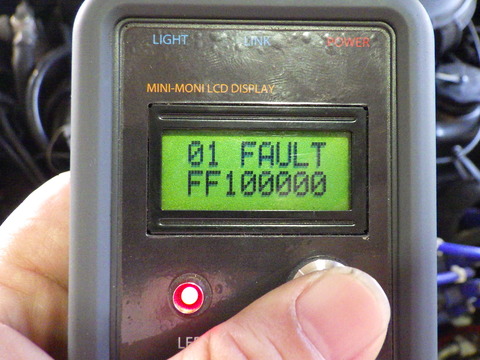 LIGHT LINK POWER
MINI-MONI LCD DISPLAY
01 FAULT
FF100000